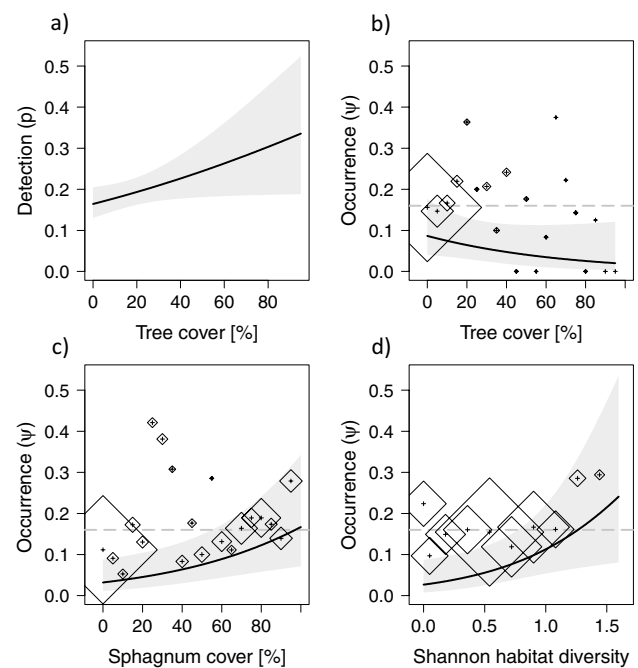 a)
b)
0.5
0.4
0.3
0.2
0.1
0.0
Detection (p)
0 20 40 60 80
Tree cover [%]
0.5
0.4
0.3
0.2
0.1
0.0
Occurrence (ψ)
0 20 40 60 80
Tree cover [%]
c)
d)
0.5
0.4
0.3
0.2
0.1
0.0
Occurrence (ψ)
0 20 40 60 80
Sphagnum cover [%]
0.5
0.4
0.3
0.2
0.1
0.0
Occurrence (ψ)
0.0 0.5 1.0 1.5
Shannon habitat diversity